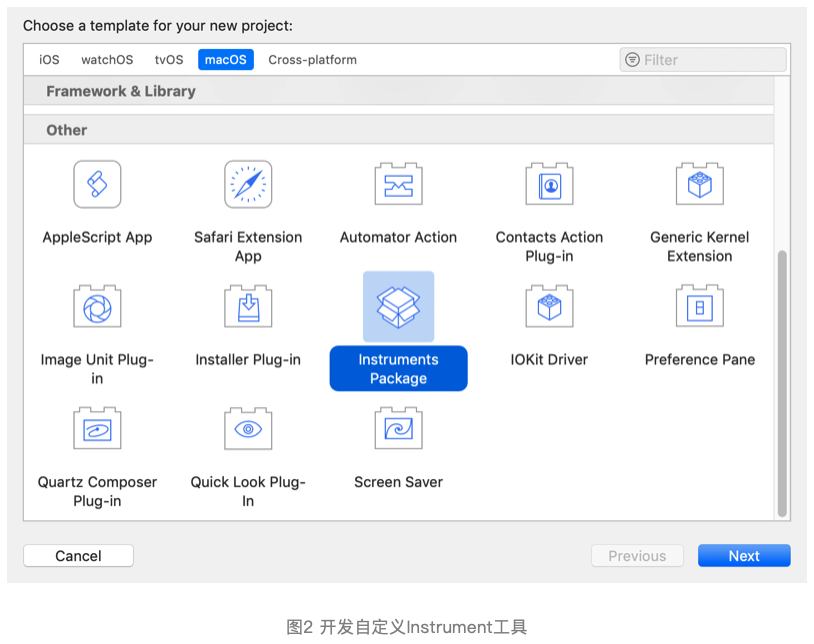 Choose a template for your new project:
iOS watchOS tvOS macOS Cross-platform Filter
Framework & Library
Other
AppleScript App
Safari Extension
App
Automator Action
Contacts Action
Plug-in
Generic Kernel
Extension
Image Unit Plug-
in
Installer Plug-in
Instruments
Package
IOKit Driver
Preference Pane
Quartz Composer
Plug-in
Quick Look Plug-
In
Screen Saver
Cancel Previous Next
图2 开发自定义Instrument工具